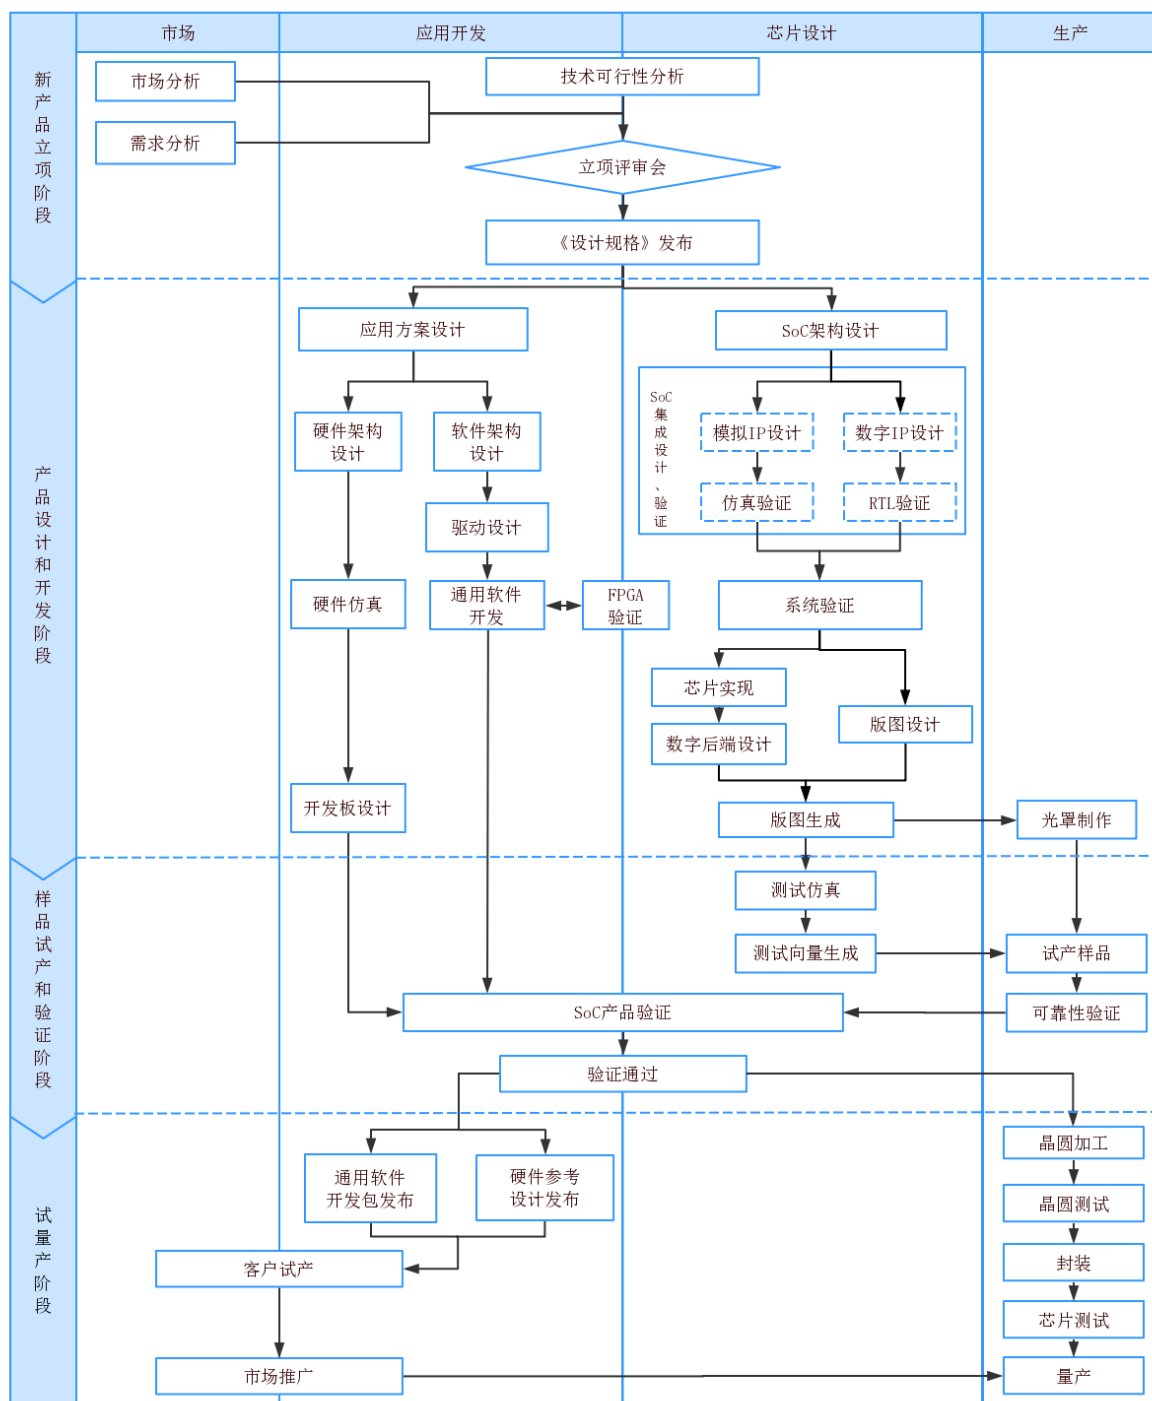 市场
应用开发
芯片设计
生产
新产品立项阶段
市场分析
技术可行性分析
需求分析
立项评审会
《设计规格》发布
产品设计和开发阶段
应用方案设计
SoC架构设计
硬件架构
设计
软件架构
设计
SoC集成设计、验证
模拟IP设计
数字IP设计
仿真验证
RTL验证
驱动设计
硬件仿真
通用软件
开发
FPGA
验证
系统验证
芯片实现
数字后端设计
版图设计
开发板设计
版图生成
光罩制作
样品试产和验证阶段
测试仿真
测试向量生成
试产样品
SoC产品验证
可靠性验证
验证通过
试量产阶段
晶圆加工
通用软件
开发包发布
硬件参考
设计发布
晶圆测试
客户试产
封装
芯片测试
市场推广
量产